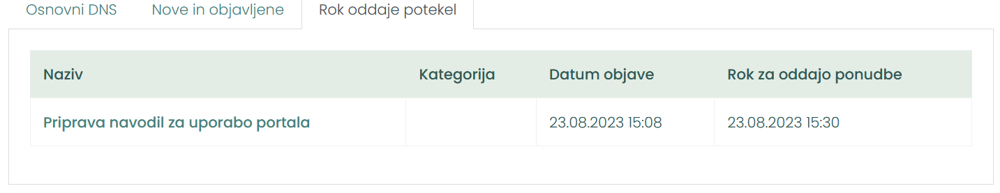 Osnovni DNS Nove in objavljene Rok oddaje potekel
Naziv Kategorija Datum objave Rok za oddajo ponudbe
Priprava navodil za uporabo portala 23.08.2023 15:08 23.08.2023 15:30